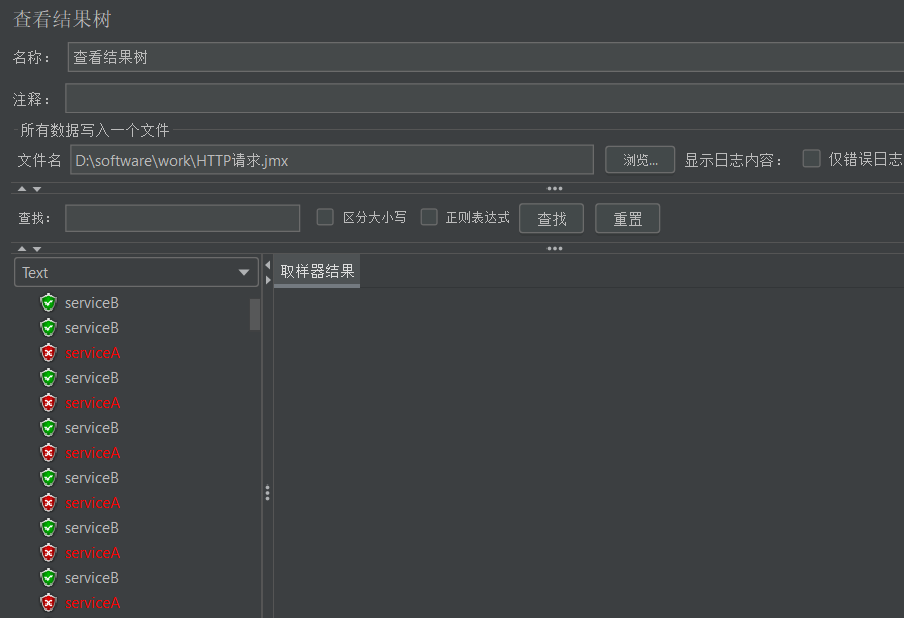 查看结果树
名称： 查看结果树
注释：
所有数据写入一个文件
文件名 D:\software\work\HTTP请求.jmx 浏览... 显示日志内容： 仅错误日志
查找： 区分大小写 正则表达式 查找 重置
Text 取样器结果
serviceB
serviceB
serviceA
serviceB
serviceA
serviceB
serviceA
serviceB
serviceA
serviceB
serviceA
serviceB
serviceA